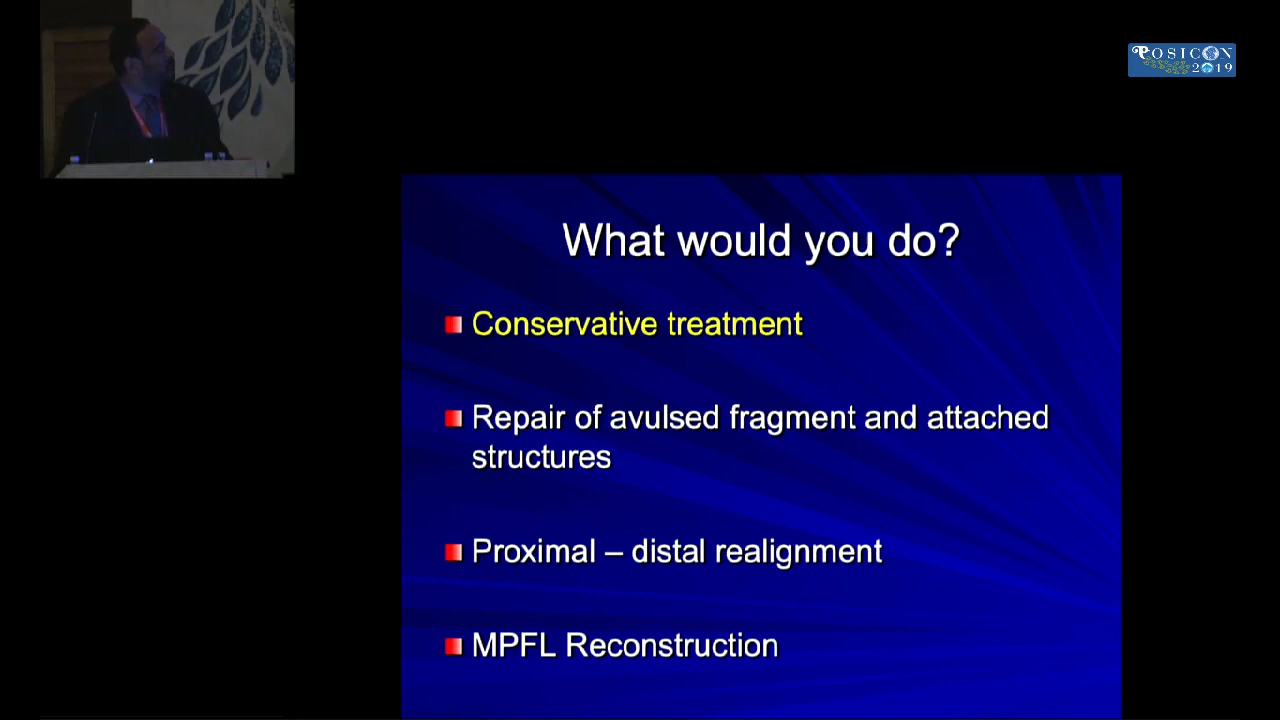 POSICON
2019
What would you do?
Conservative treatment
Repair of avulsed fragment and attached
structures
Proximal – distal realignment
MPFL Reconstruction